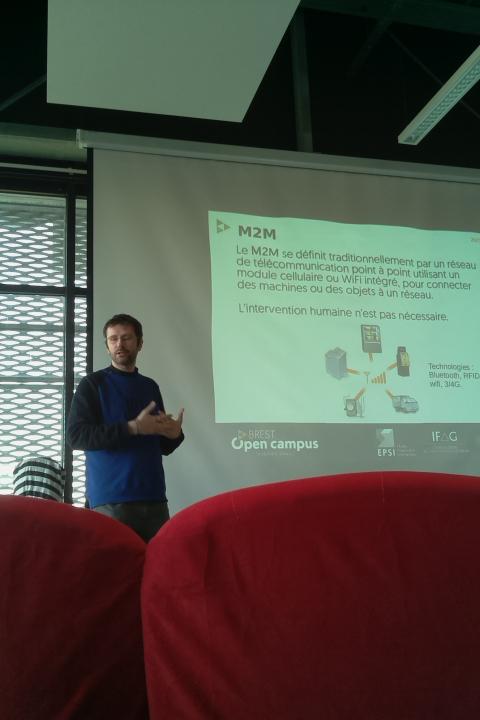 M2M
Le M2M se définit traditionnellement par un réseau
de télécommunication point à point utilisant un
module cellulaire ou WiFi intégré, pour connecter
des machines ou des objets à un réseau.
L'intervention humaine n'est pas nécessaire.
Technologies :
Bluetooth, RFID
wifi, 3/4G.
BREST
Open campus
EPSI
IFAG